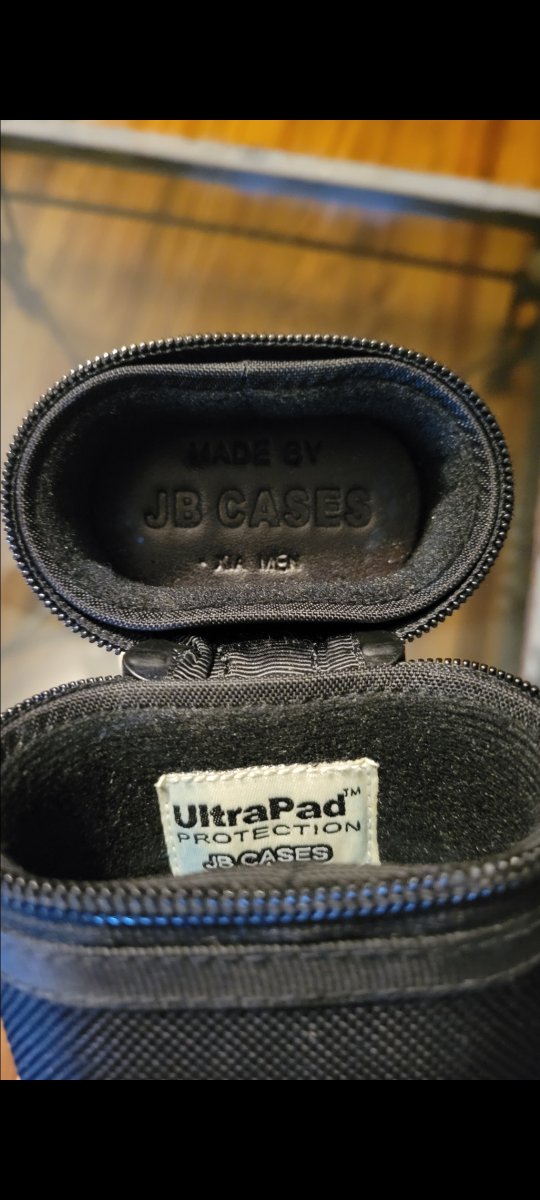 MADE BY
JB CASES
XIA MEN
UltraPad™
PROTECTION
JB CASES